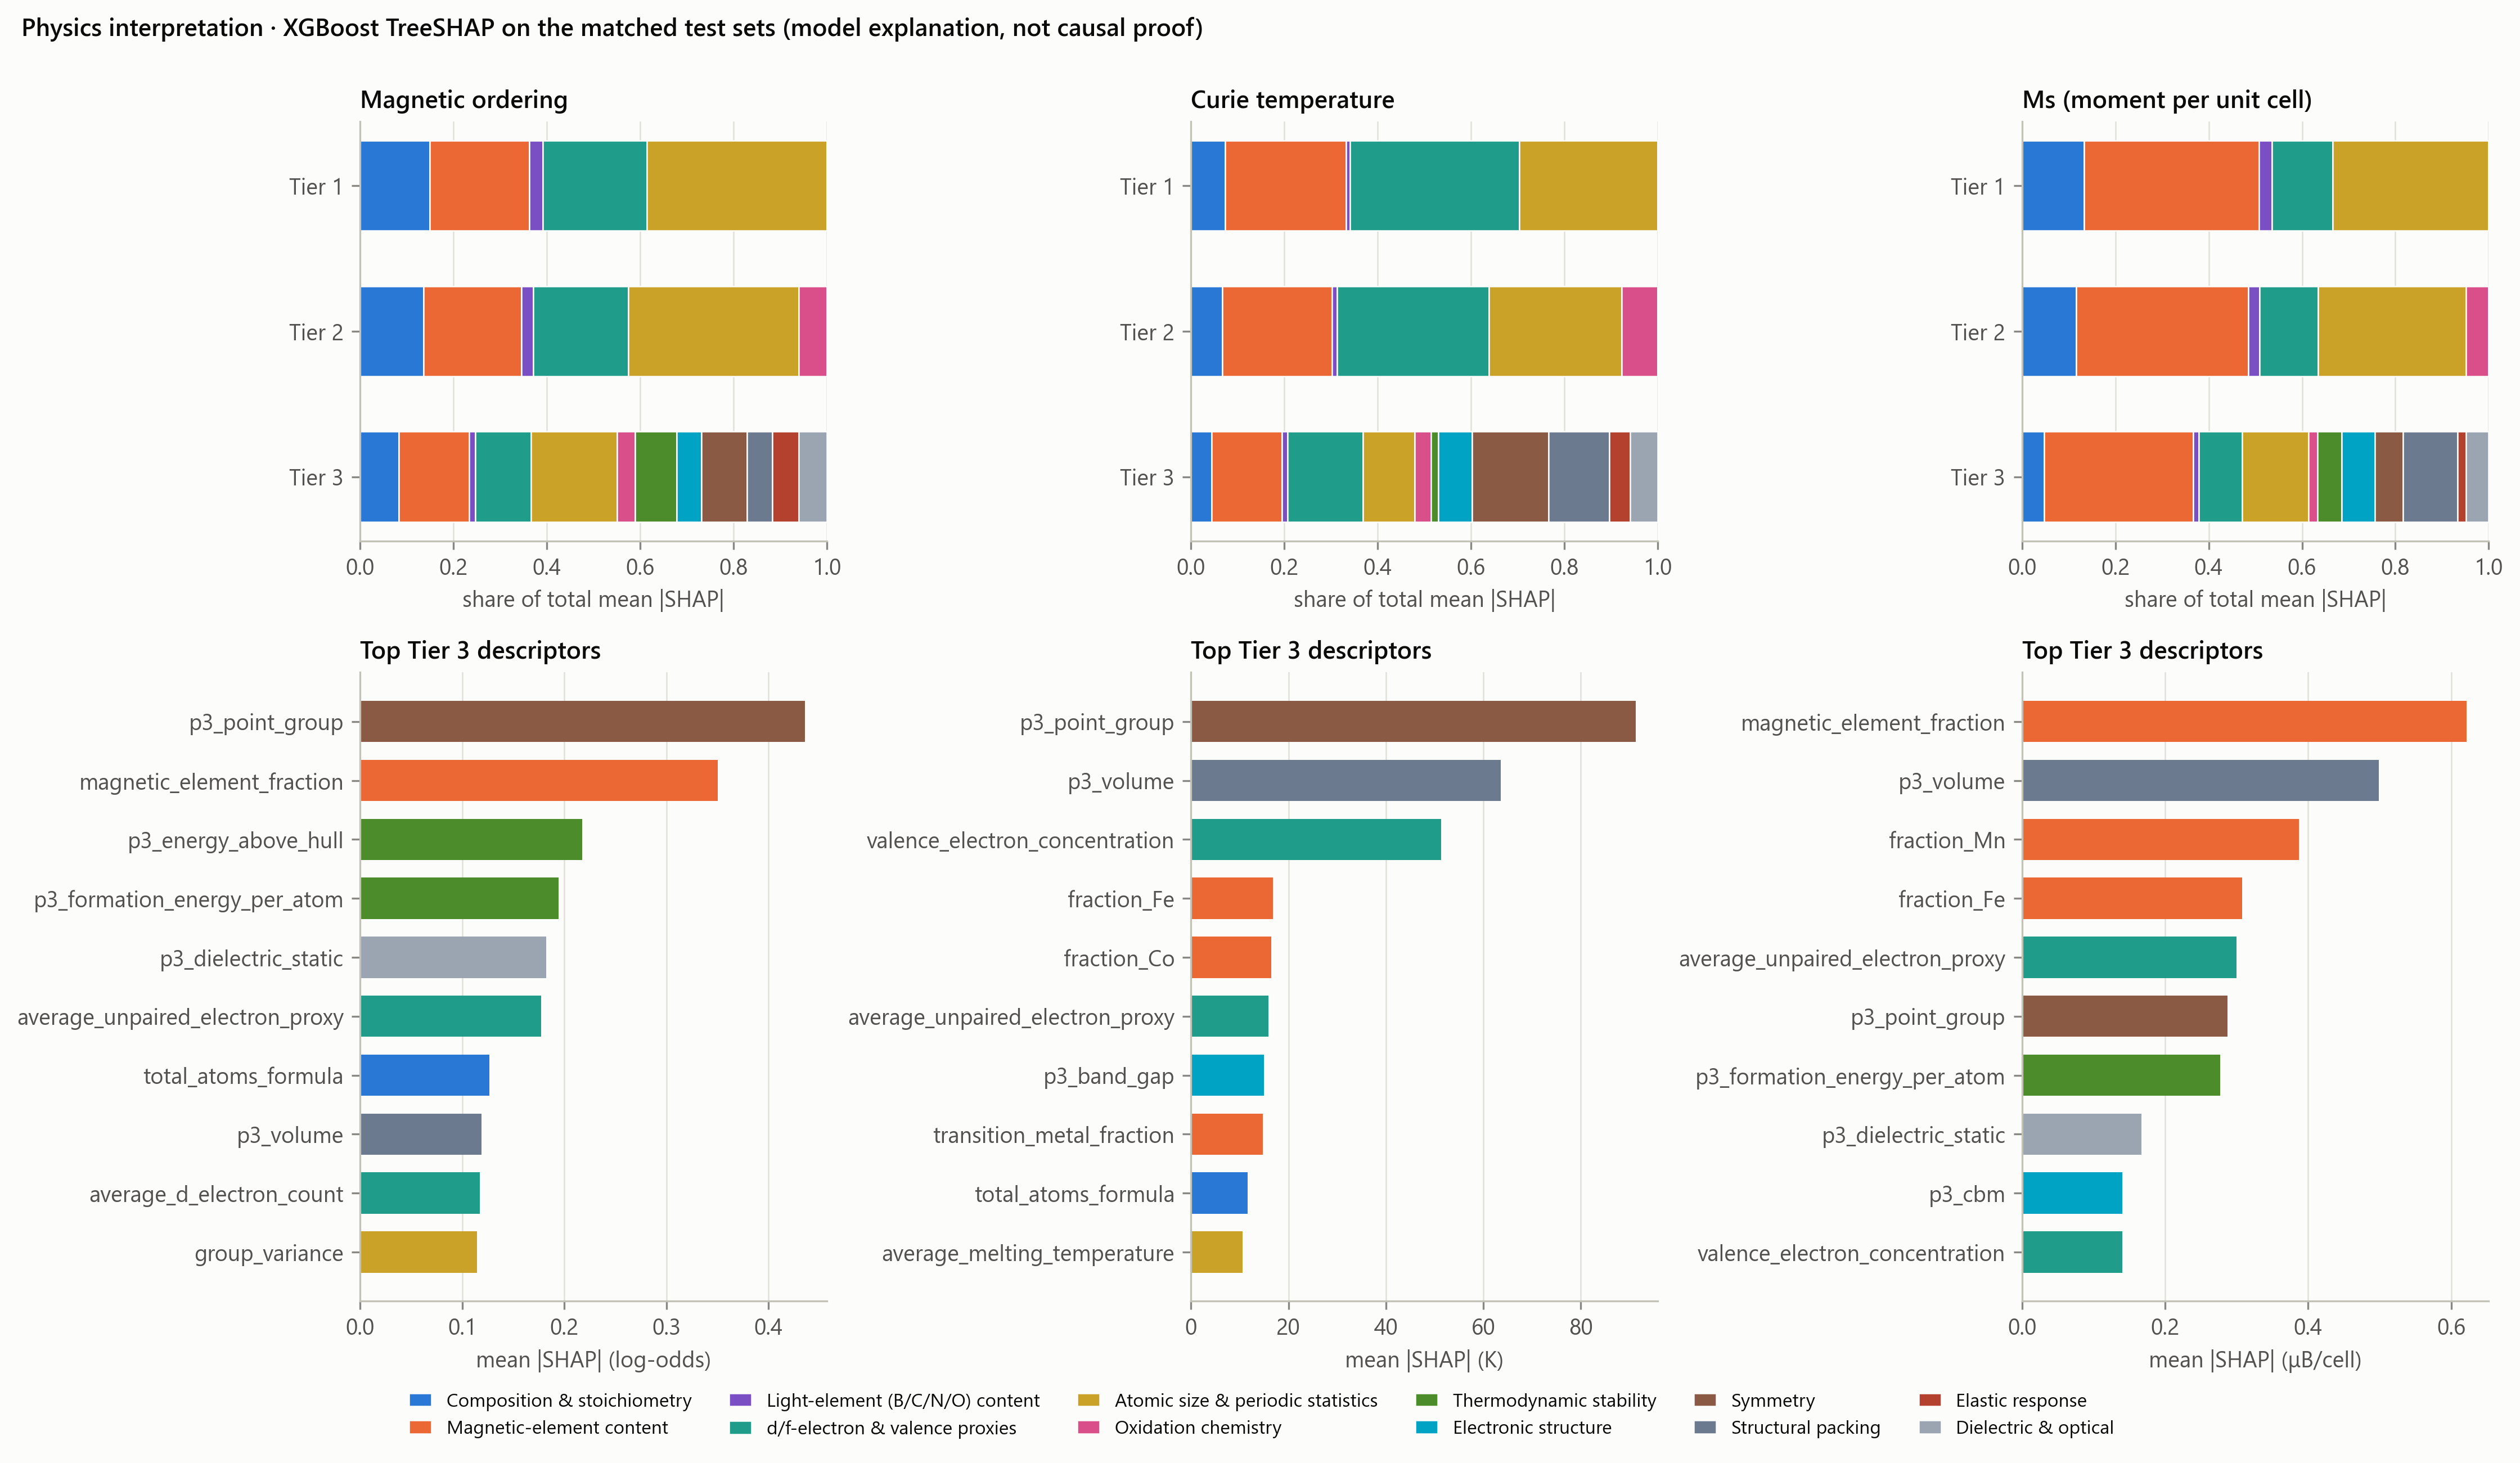 Physics interpretation · XGBoost TreeSHAP on the matched test sets (model explanation, not causal proof)
Magnetic ordering
Tier 1
Tier 2
Tier 3
0.0 0.2 0.4 0.6 0.8 1.0
share of total mean |SHAP|
Curie temperature
Tier 1
Tier 2
Tier 3
0.0 0.2 0.4 0.6 0.8 1.0
share of total mean |SHAP|
Ms (moment per unit cell)
Tier 1
Tier 2
Tier 3
0.0 0.2 0.4 0.6 0.8 1.0
share of total mean |SHAP|
Top Tier 3 descriptors
p3_point_group
magnetic_element_fraction
p3_energy_above_hull
p3_formation_energy_per_atom
p3_dielectric_static
average_unpaired_electron_proxy
total_atoms_formula
p3_volume
average_d_electron_count
group_variance
0.0 0.1 0.2 0.3 0.4
mean |SHAP| (log-odds)
Top Tier 3 descriptors
p3_point_group
p3_volume
valence_electron_concentration
fraction_Fe
fraction_Co
average_unpaired_electron_proxy
p3_band_gap
transition_metal_fraction
total_atoms_formula
average_melting_temperature
0 20 40 60 80
mean |SHAP| (K)
Top Tier 3 descriptors
magnetic_element_fraction
p3_volume
fraction_Mn
fraction_Fe
average_unpaired_electron_proxy
p3_point_group
p3_formation_energy_per_atom
p3_dielectric_static
p3_cbm
valence_electron_concentration
0.0 0.2 0.4 0.6
mean |SHAP| (μB/cell)
Composition & stoichiometry Light-element (B/C/N/O) content Atomic size & periodic statistics Thermodynamic stability Symmetry Elastic response
Magnetic-element content d/f-electron & valence proxies Oxidation chemistry Electronic structure Structural packing Dielectric & optical